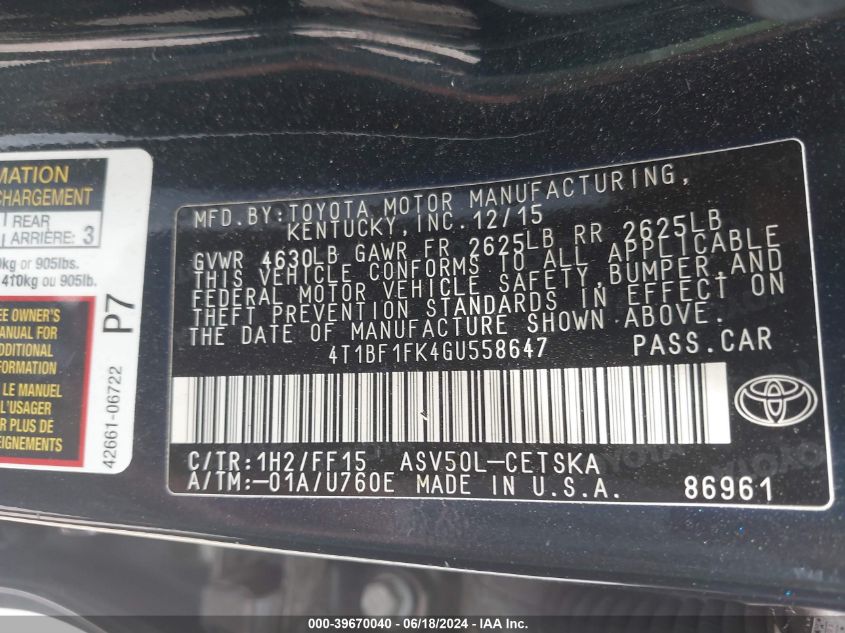 MATION
CHARGEMENT
REAR
ARRIÈRE: 3
kg or 905lbs.
410kg ou 905lb.
EE OWNER'S
ANUAL FOR
DDITIONAL
FORMATION
LE MANUEL
L'USAGER
PLUS DE
EIGNEMENTS
P7
42661-06722
MFD. BY: TOYOTA MOTOR MANUFACTURING,
KENTUCKY, INC. 12/15
GVWR 4630LB GAWR FR 2625LB RR 2625LB
THIS VEHICLE CONFORMS TO ALL APPLICABLE
FEDERAL MOTOR VEHICLE SAFETY, BUMPER, AND
THEFT PREVENTION STANDARDS IN EFFECT ON
THE DATE OF MANUFACTURE SHOWN ABOVE.
4T1BF1FK4GU558647 PASS.CAR
C/TR: 1H2/FF15 ASV50L-CETSKA
A/TM:-01A/U760E MADE IN U.S.A. 86961
000-39670040 - 06/18/2024 - IAA Inc.